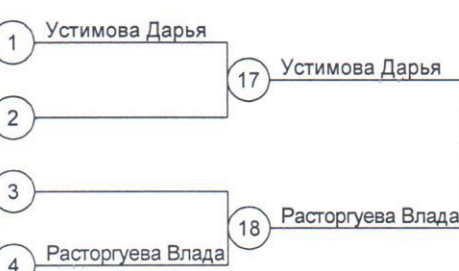 1 Устимова Дарья
17 Устимова Дарья
2
3
18 Расторгуева Влада
4 Расторгуева Влада